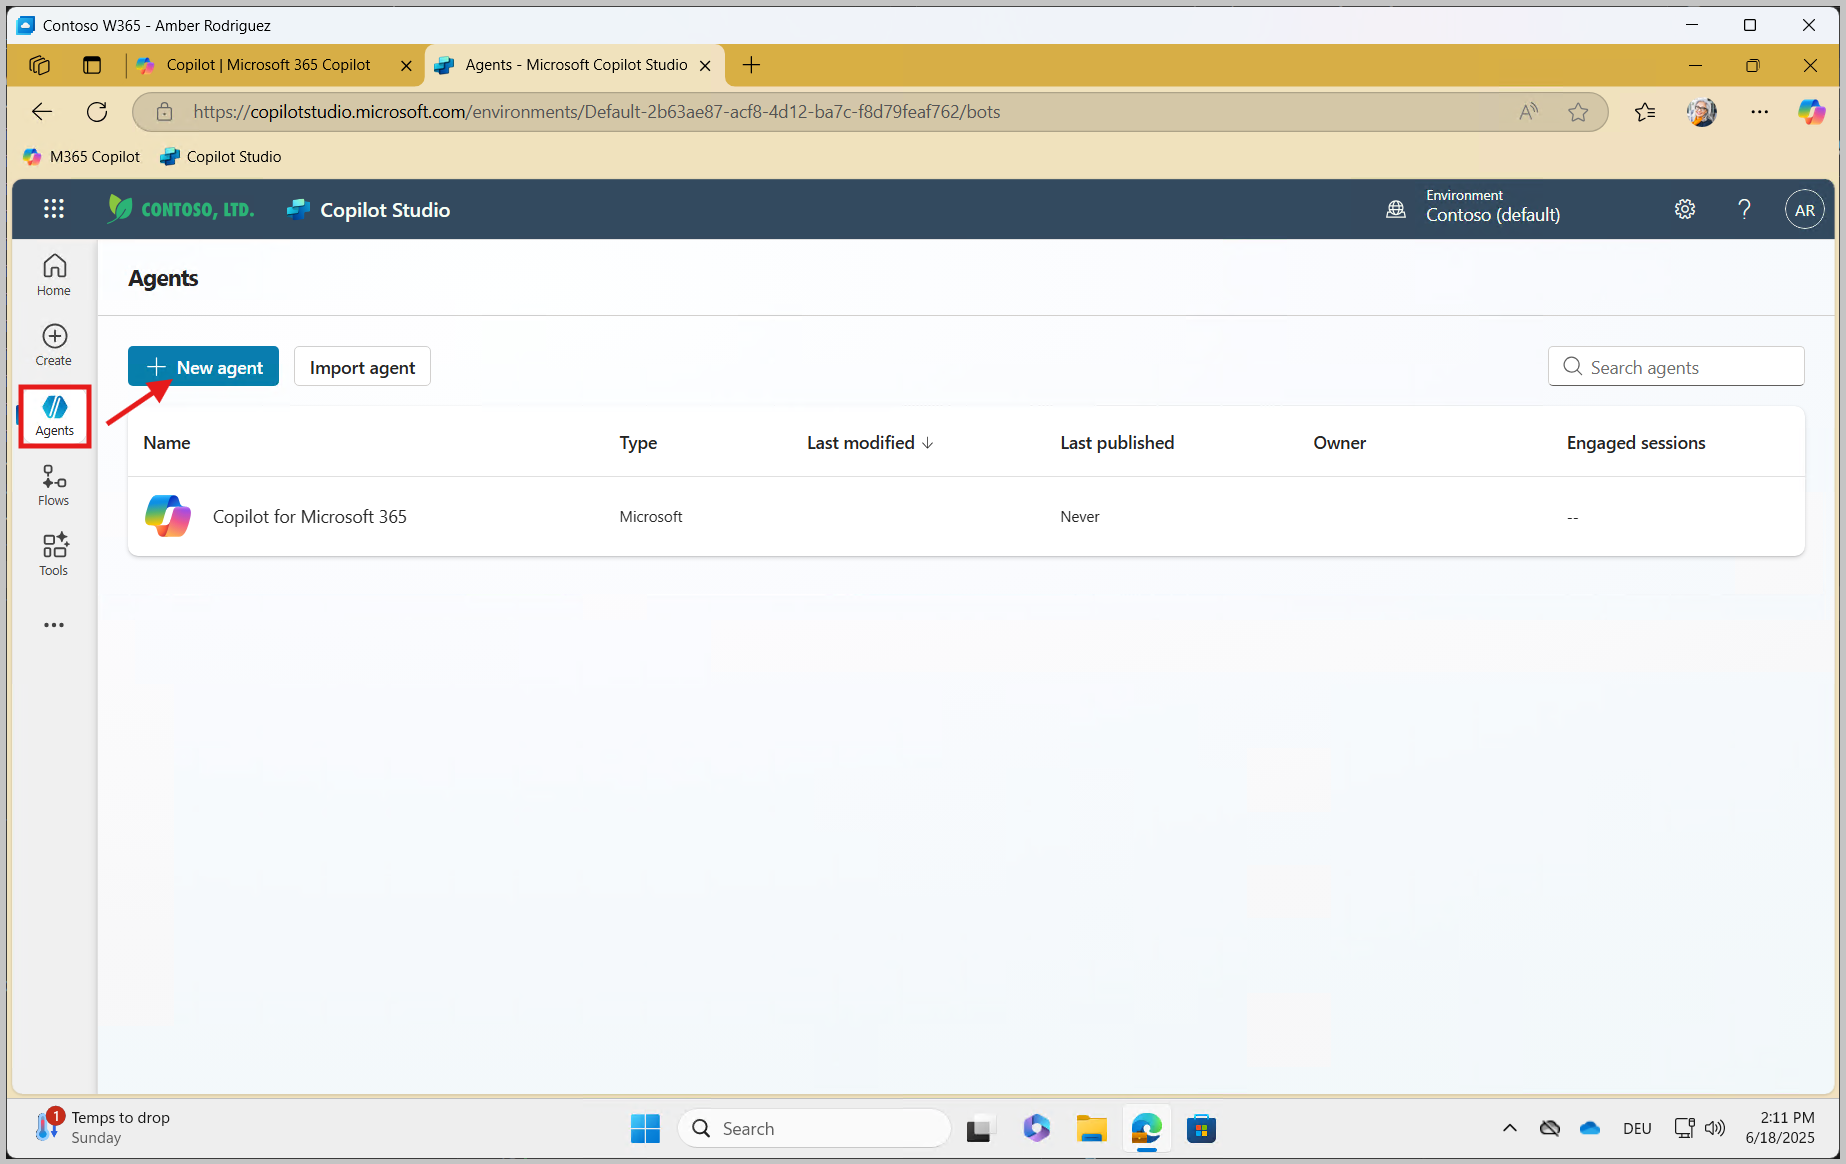 Contoso W365 - Amber Rodriguez
Copilot | Microsoft 365 Copilot
Agents - Microsoft Copilot Studio
https://copilotstudio.microsoft.com/environments/Default-2b63ae87-acf8-4d12-ba7c-f8d79feaf762/bots
M365 Copilot
Copilot Studio
CONTOSO, LTD.
Copilot Studio
Environment
Contoso (default)
AR
Home
Create
Agents
Flows
Tools
Agents
New agent
Import agent
Search agents
Name Type Last modified Last published Owner Engaged sessions
Copilot for Microsoft 365 Microsoft Never --
1
Temps to drop
Sunday
Search
DEU
2:11 PM
6/18/2025